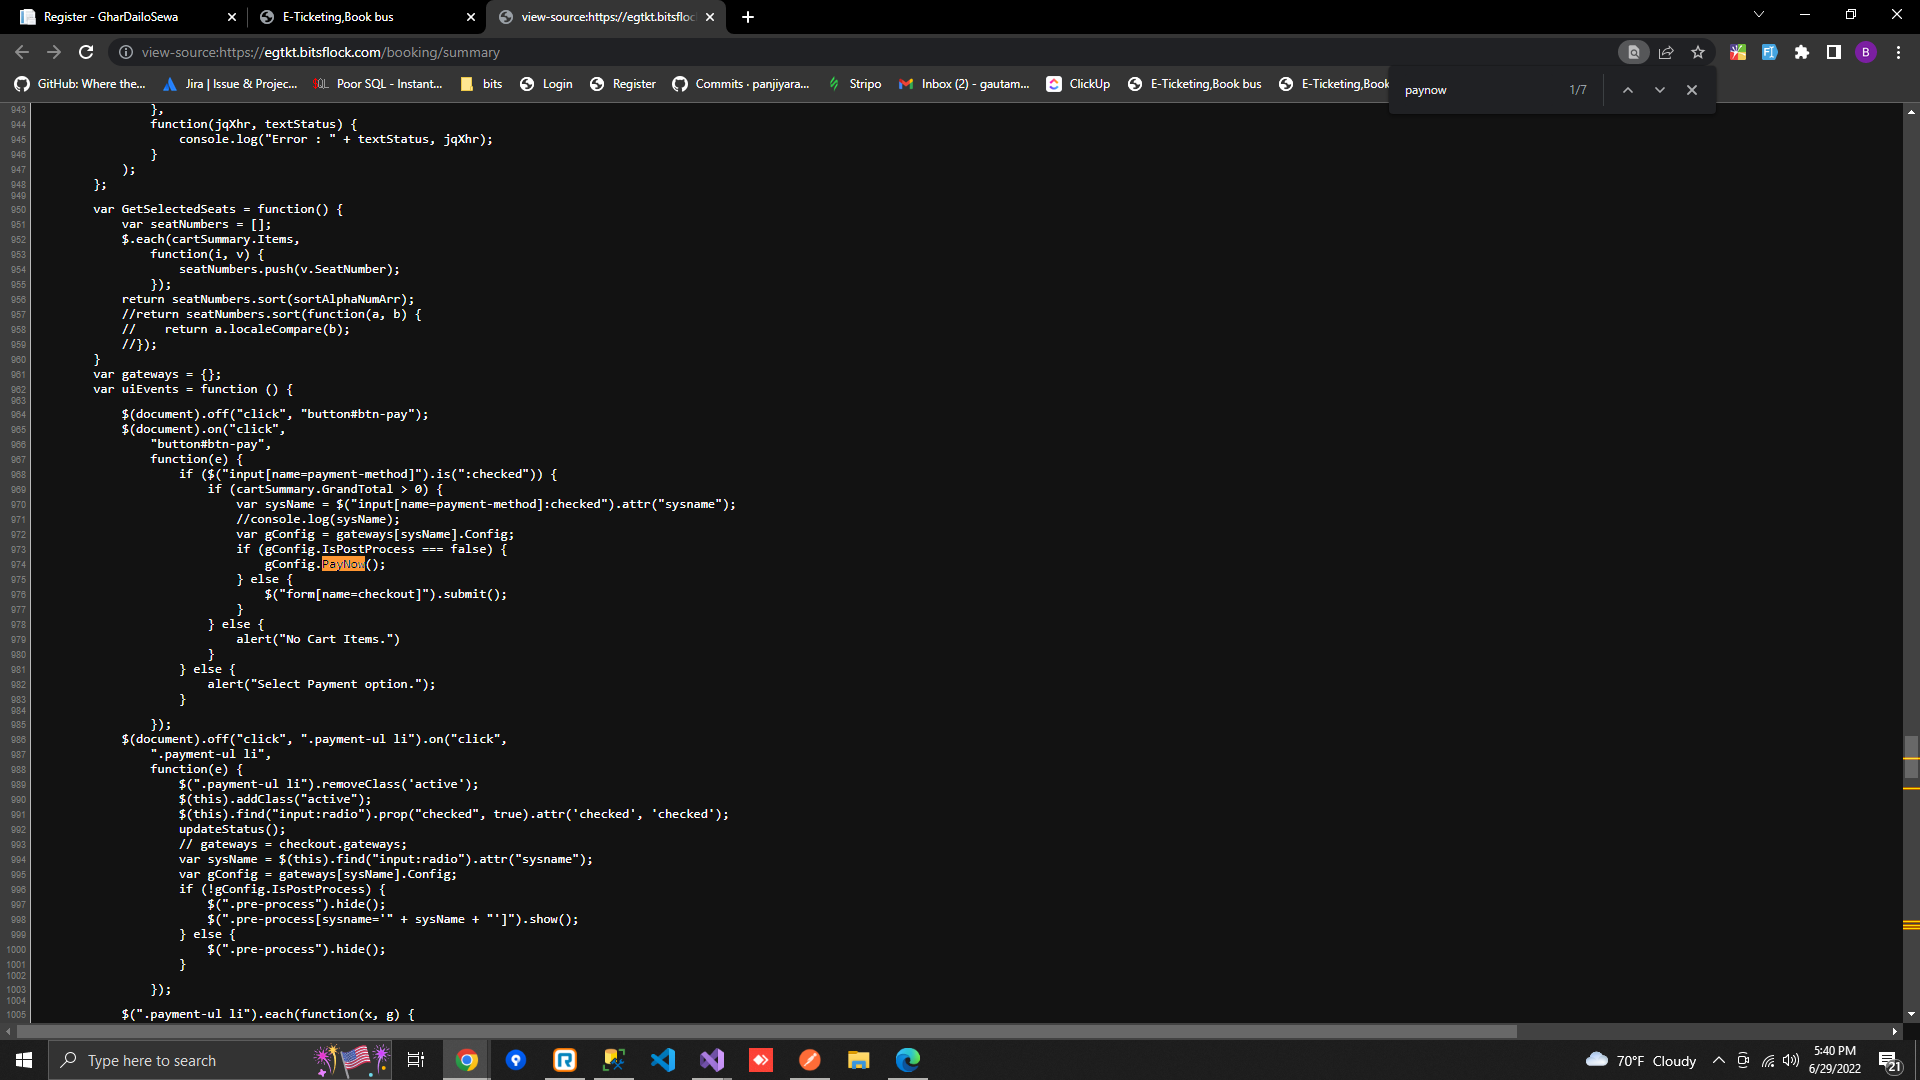 Register - GharDailoSewa
E-Ticketing,Book bus
view-source:https://egtkt.bitsfloc
view-source:https://egtkt.bitsflock.com/booking/summary
GitHub: Where the...
Jira | Issue & Projec...
Poor SQL - Instant...
bits
Login
Register
Commits · panjiyara...
Stripo
Inbox (2) - gautam...
ClickUp
E-Ticketing,Book bus
E-Ticketing,Book
paynow
1/7
943 },
944 function(jqXhr, textStatus) {
945 console.log("Error : " + textStatus, jqXhr);
946 }
947 );
948 };
949
950 var GetSelectedSeats = function() {
951 var seatNumbers = [];
952 $.each(cartSummary.Items,
953 function(i, v) {
954 seatNumbers.push(v.SeatNumber);
955 });
956 return seatNumbers.sort(sortAlphaNumArr);
957 //return seatNumbers.sort(function(a, b) {
958 // return a.localeCompare(b);
959 //});
960 }
961 var gateways = {};
962 var uiEvents = function () {
963
964 $(document).off("click", "button#btn-pay");
965 $(document).on("click",
966 "button#btn-pay",
967 function(e) {
968 if ($("input[name=payment-method]").is(":checked")) {
969 if (cartSummary.GrandTotal > 0) {
970 var sysName = $("input[name=payment-method]:checked").attr("sysname");
971 //console.log(sysName);
972 var gConfig = gateways[sysName].Config;
973 if (gConfig.IsPostProcess === false) {
974 gConfig.PayNow();
975 } else {
976 $("form[name=checkout]").submit();
977 }
978 } else {
979 alert("No Cart Items.")
980 }
981 } else {
982 alert("Select Payment option.");
983 }
984
985 });
986 $(document).off("click", ".payment-ul li").on("click",
987 ".payment-ul li",
988 function(e) {
989 $(".payment-ul li").removeClass('active');
990 $(this).addClass("active");
991 $(this).find("input:radio").prop("checked", true).attr('checked', 'checked');
992 updateStatus();
993 // gateways = checkout.gateways;
994 var sysName = $(this).find("input:radio").attr("sysname");
995 var gConfig = gateways[sysName].Config;
996 if (!gConfig.IsPostProcess) {
997 $(".pre-process").hide();
998 $(".pre-process[sysname='" + sysName + "']").show();
999 } else {
1000 $(".pre-process").hide();
1001 }
1002
1003 });
1004
1005 $(".payment-ul li").each(function(x, g) {
Type here to search
70°F Cloudy
5:40 PM
6/29/2022
21